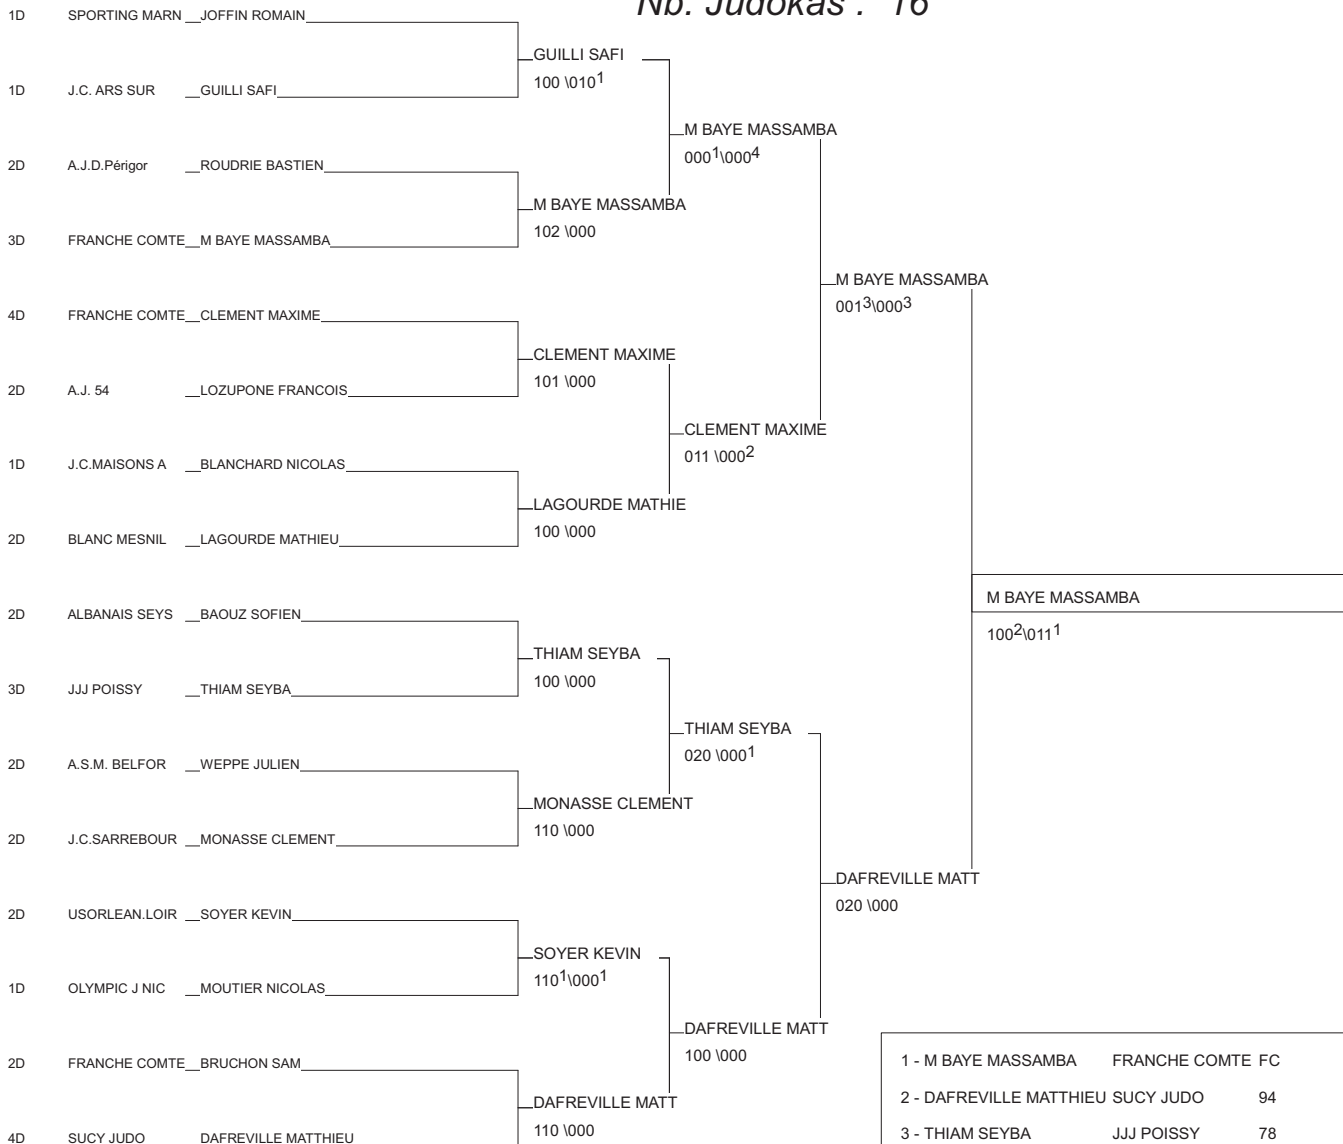 Nb. Judokas : 16
1D SPORTING MARN JOFFIN ROMAIN
GUILLI SAFI
100 \010¹
1D J.C. ARS SUR GUILLI SAFI
M BAYE MASSAMBA
000¹\000⁴
2D A.J.D.Périgor ROUDRIE BASTIEN
M BAYE MASSAMBA
102 \000
3D FRANCHE COMTE M BAYE MASSAMBA
M BAYE MASSAMBA
001³\000³
4D FRANCHE COMTE CLEMENT MAXIME
CLEMENT MAXIME
101 \000
2D A.J. 54 LOZUPONE FRANCOIS
CLEMENT MAXIME
011 \000²
1D J.C.MAISONS A BLANCHARD NICOLAS
LAGOURDE MATHIE
100 \000
2D BLANC MESNIL LAGOURDE MATHIEU
M BAYE MASSAMBA
100²\011¹
2D ALBANAIS SEYS BAOUZ SOFIEN
THIAM SEYBA
100 \000
3D JJJ POISSY THIAM SEYBA
THIAM SEYBA
020 \000¹
2D A.S.M. BELFOR WEPPE JULIEN
MONASSE CLEMENT
110 \000
2D J.C.SARREBOUR MONASSE CLEMENT
DAFREVILLE MATT
020 \000
2D USORLEAN.LOIR SOYER KEVIN
SOYER KEVIN
110¹\000¹
1D OLYMPIC J NIC MOUTIER NICOLAS
DAFREVILLE MATT
100 \000
2D FRANCHE COMTE BRUCHON SAM
DAFREVILLE MATT
110 \000
4D SUCY JUDO DAFREVILLE MATTHIEU
1 - M BAYE MASSAMBA FRANCHE COMTE FC
2 - DAFREVILLE MATTHIEU SUCY JUDO 94
3 - THIAM SEYBA JJJ POISSY 78